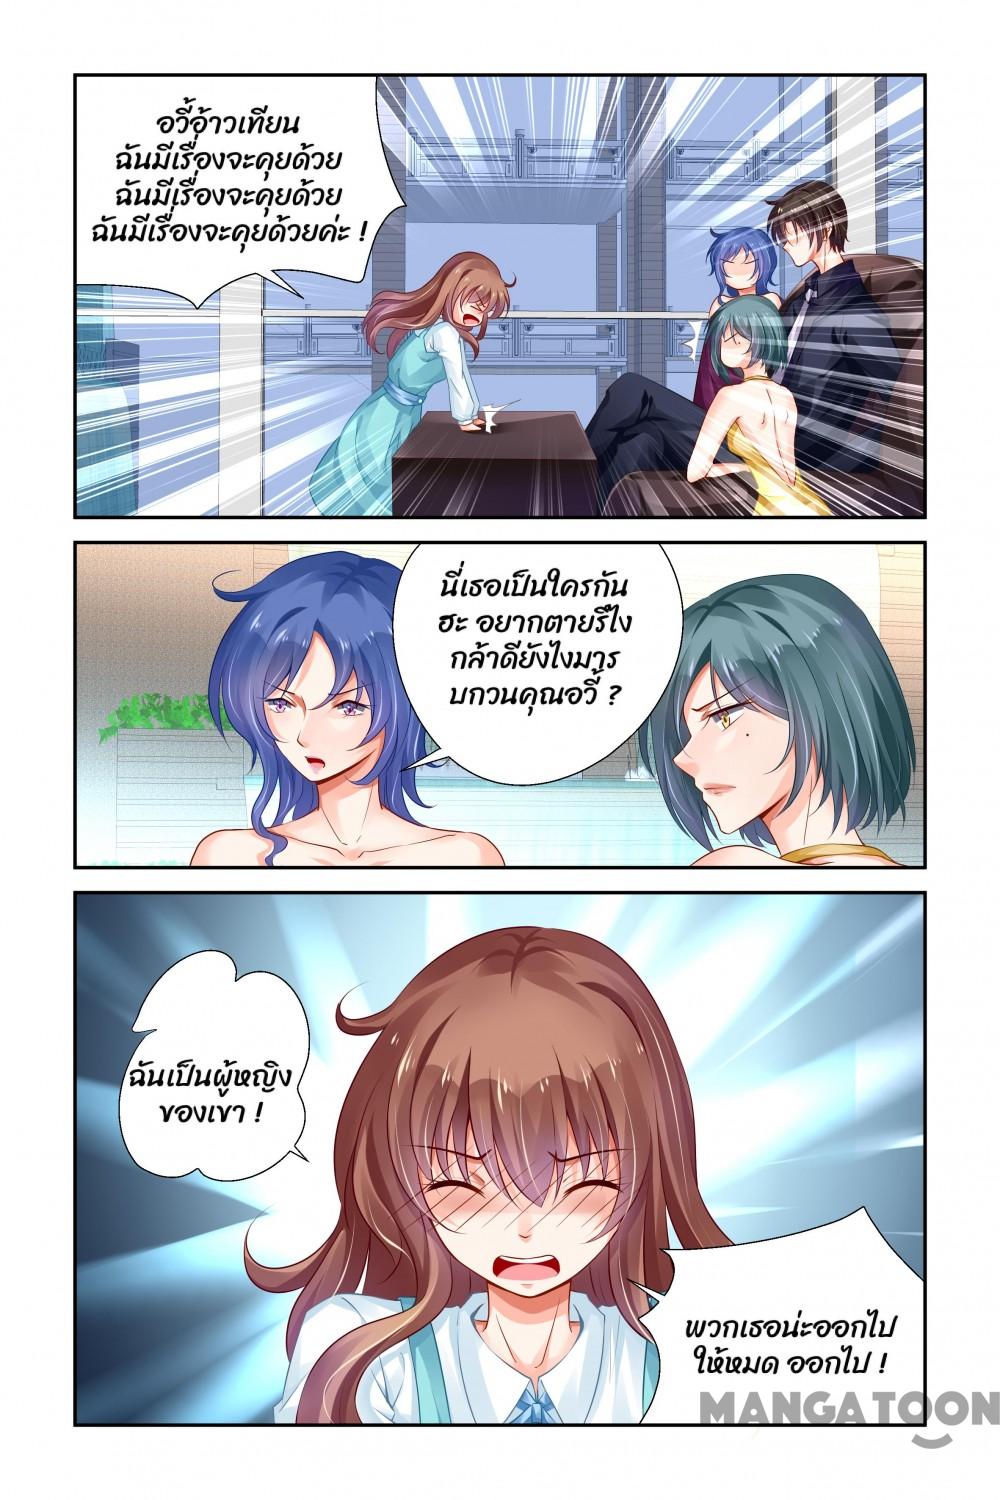 อวี้อ้าวเทียน
ฉันมีเรื่องจะคุยด้วย
ฉันมีเรื่องจะคุยด้วย
ฉันมีเรื่องจะคุยด้วยค่ะ !
นี่เธอเป็นใครกัน
ฮะ อยากตายรึไง
กล้าดียังไงมาร
บกวนคุณอวี้ ?
ฉันเป็นผู้หญิง
ของเขา !
พวกเธอน่ะออกไป
ให้หมด ออกไป !
MANGATOON